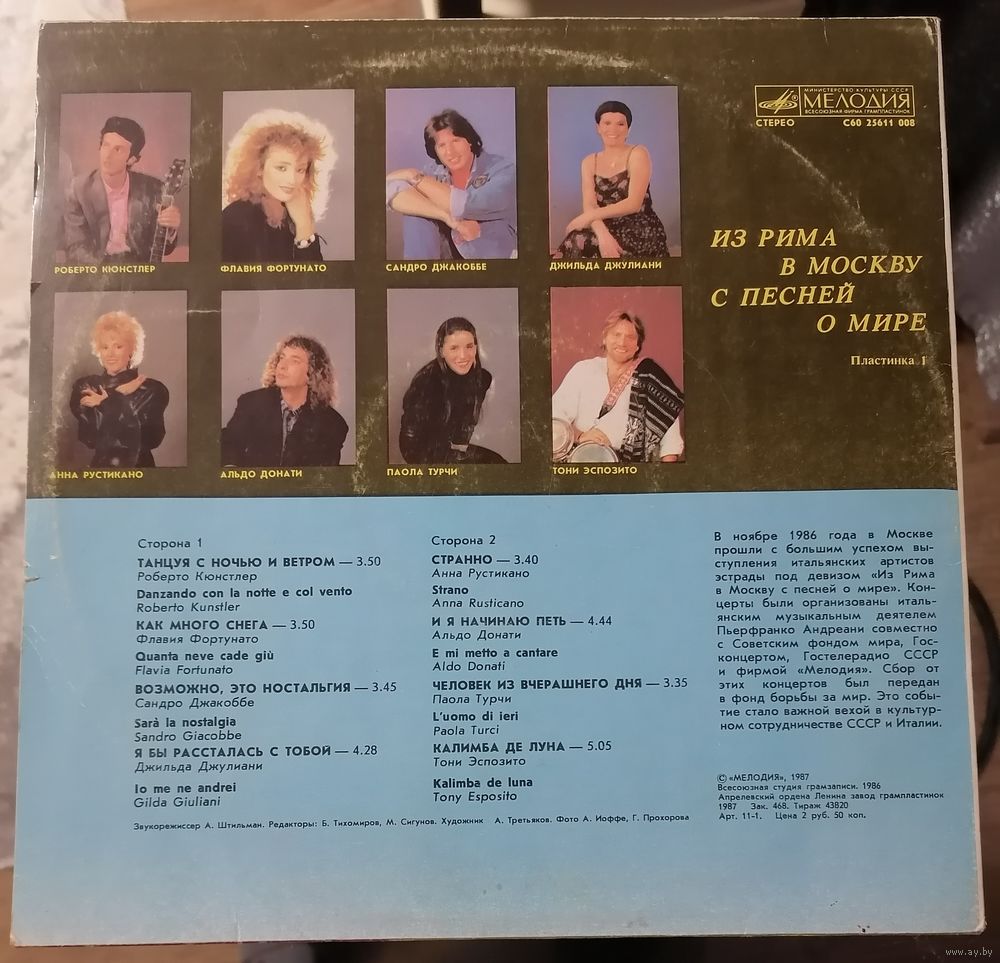 МИНИСТЕРСТВО КУЛЬТУРЫ СССР
МЕЛОДИЯ
ВСЕСОЮЗНАЯ ФИРМА ГРАМПЛАСТИНОК
СТЕРЕО С60 25611 008
РОБЕРТО КЮНСТЛЕР
ФЛАВИЯ ФОРТУНАТО
САНДРО ДЖАКОББЕ
ДЖИЛЬДА ДЖУЛИАНИ
ИЗ РИМА
В МОСКВУ
С ПЕСНЕЙ
О МИРЕ
Пластинка 1
АННА РУСТИКАНО
АЛЬДО ДОНАТИ
ПАОЛА ТУРЧИ
ТОНИ ЭСПОЗИТО
Сторона 1
ТАНЦУЯ С НОЧЬЮ И ВЕТРОМ — 3.50
Роберто Кюнстлер
Danzando con la notte e col vento
Roberto Kunstler
КАК МНОГО СНЕГА — 3.50
Флавия Фортунато
Quanta neve cade giù
Flavia Fortunato
ВОЗМОЖНО, ЭТО НОСТАЛЬГИЯ — 3.45
Сандро Джакоббе
Sarà la nostalgia
Sandro Giacobbe
Я БЫ РАССТАЛАСЬ С ТОБОЙ — 4.28
Джильда Джулиани
Io me ne andrei
Gilda Giuliani
Сторона 2
СТРАННО — 3.40
Анна Рустикано
Strano
Anna Rusticano
И Я НАЧИНАЮ ПЕТЬ — 4.44
Альдо Донати
E mi metto a cantare
Aldo Donati
ЧЕЛОВЕК ИЗ ВЧЕРАШНЕГО ДНЯ — 3.35
Паола Турчи
L'uomo di ieri
Paola Turci
КАЛИМБА ДЕ ЛУНА — 5.05
Тони Эспозито
Kalimba de luna
Tony Esposito
В ноябре 1986 года в Москве
прошли с большим успехом вы-
ступления итальянских артистов
эстрады под девизом «Из Рима
в Москву с песней о мире». Кон-
церты были организованы италь-
янским музыкальным деятелем
Пьерфранко Андреани совместно
с Советским фондом мира, Гос-
концертом, Гостелерадио СССР
и фирмой «Мелодия». Сбор от
этих концертов был передан
в фонд борьбы за мир. Это собы-
тие стало важной вехой в культур-
ном сотрудничестве СССР и Италии.
© «МЕЛОДИЯ», 1987
Всесоюзная студия грамзаписи. 1986
Апрелевский ордена Ленина завод грампластинок
1987 Зак. 468. Тираж 43820
Арт. 11-1. Цена 2 руб. 50 коп.
Звукорежиссер А. Штильман. Редакторы: Б. Тихомиров, М. Сигунов. Художник А. Третьяков. Фото А. Иоффе, Г. Прохорова
www.ay.by